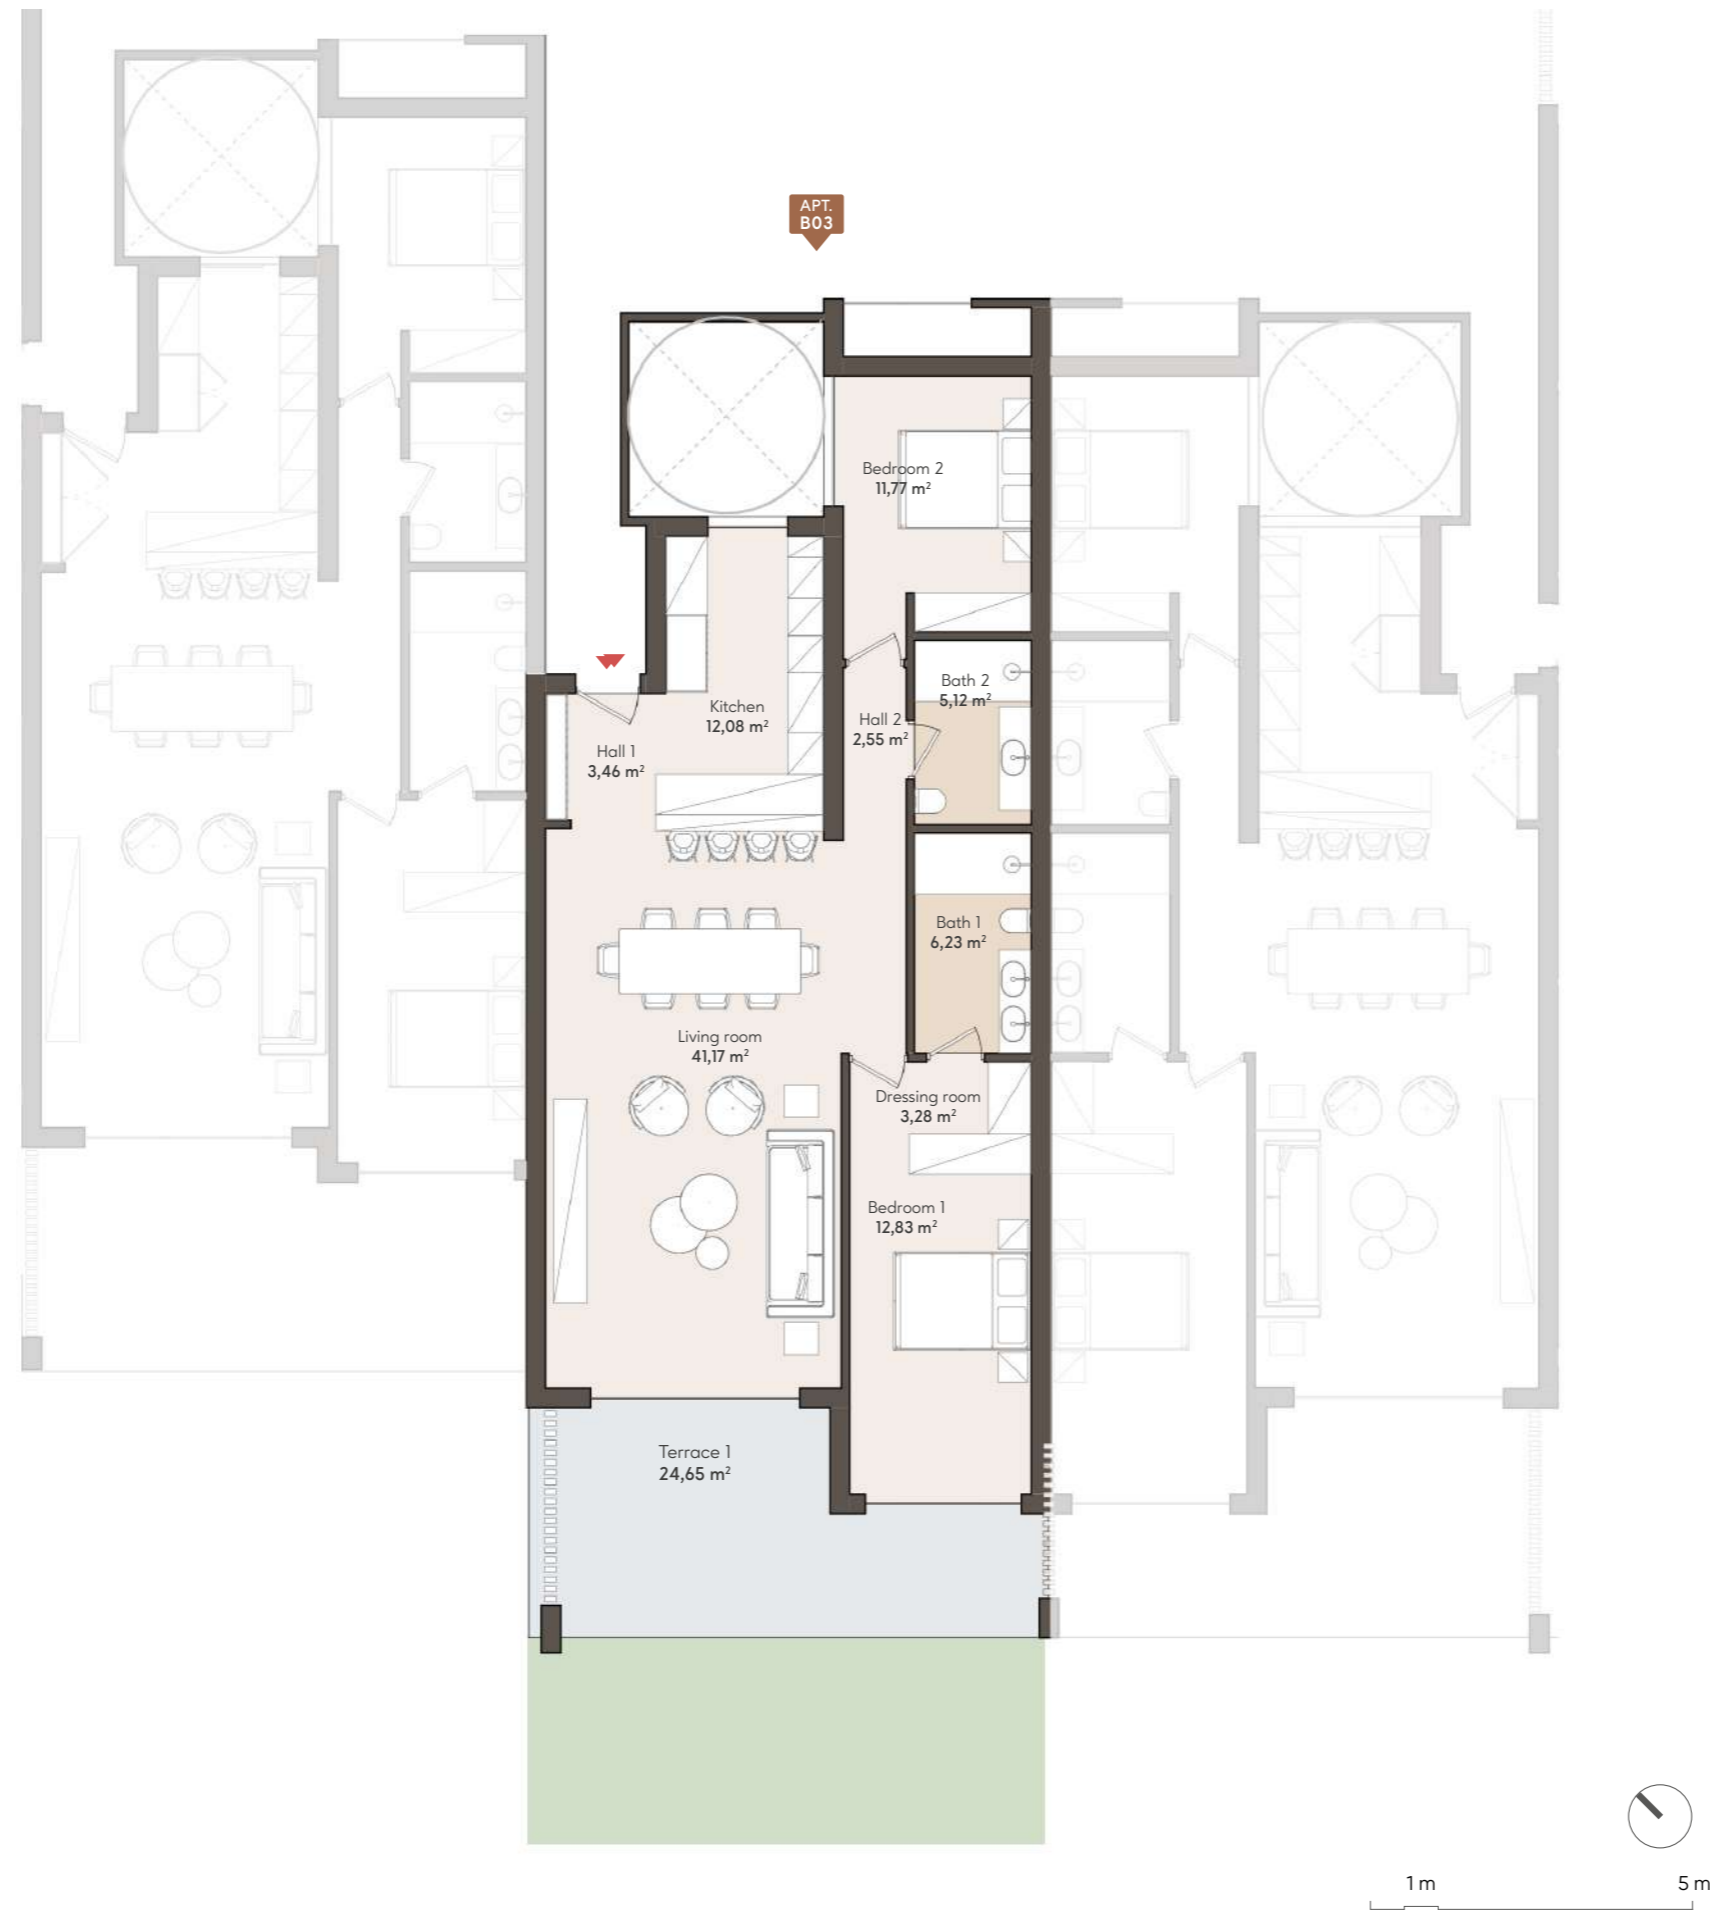 APT.
B03
Bedroom 2
11,77 m²
Bath 2
5,12 m²
Kitchen
12,08 m²
Hall 2
2,55 m²
Hall 1
3,46 m²
Bath 1
6,23 m²
Living room
41,17 m²
Dressing room
3,28 m²
Bedroom 1
12,83 m²
Terrace 1
24,65 m²
1 m 5 m